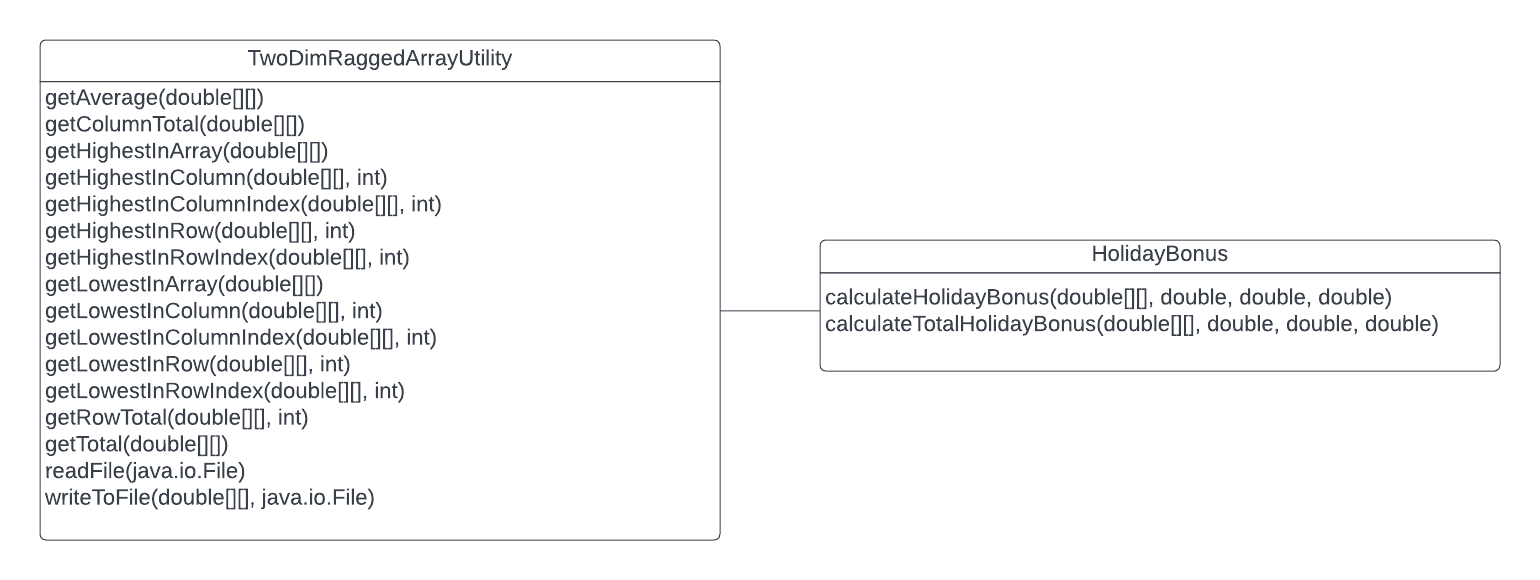 TwoDimRaggedArrayUtility
getAverage(double[][])
getColumnTotal(double[][])
getHighestInArray(double[][])
getHighestInColumn(double[][], int)
getHighestInColumnIndex(double[][], int)
getHighestInRow(double[][], int)
getHighestInRowIndex(double[][], int)
getLowestInArray(double[][])
getLowestInColumn(double[][], int)
getLowestInColumnIndex(double[][], int)
getLowestInRow(double[][], int)
getLowestInRowIndex(double[][], int)
getRowTotal(double[][], int)
getTotal(double[][])
readFile(java.io.File)
writeToFile(double[][], java.io.File)
HolidayBonus
calculateHolidayBonus(double[][], double, double, double)
calculateTotalHolidayBonus(double[][], double, double, double)